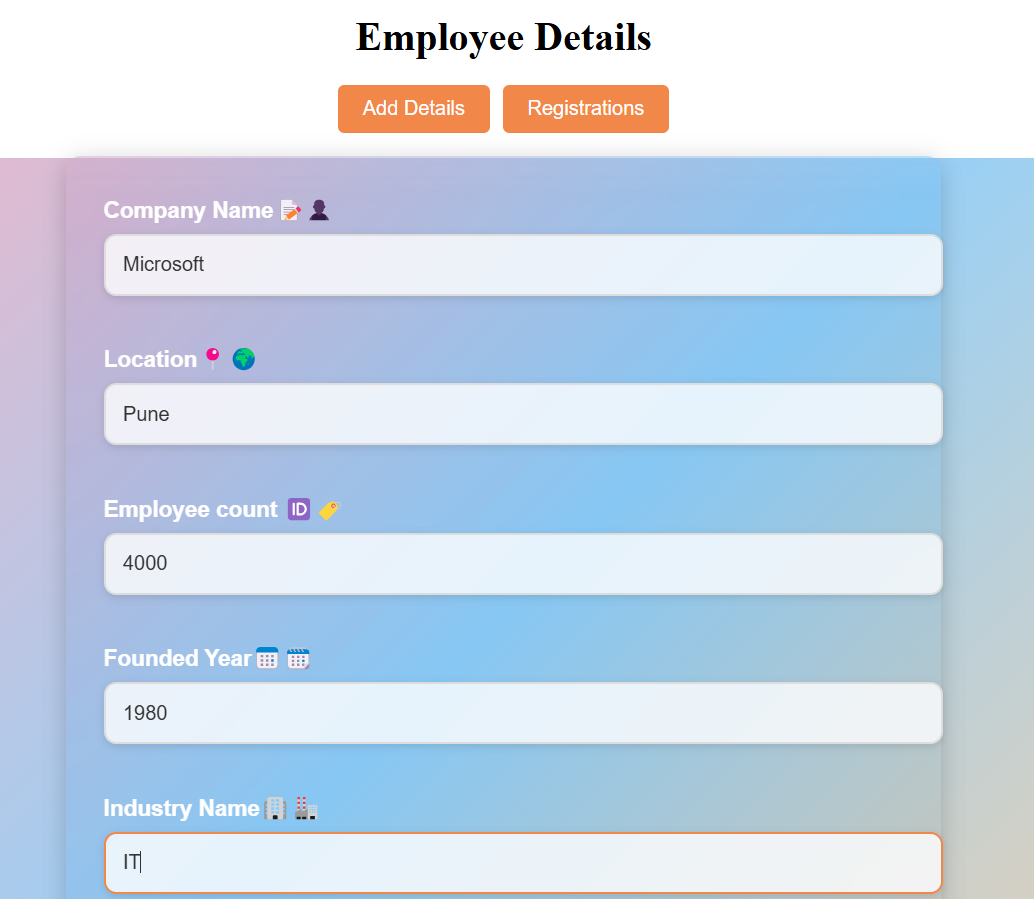 Employee Details
Add Details Registrations
Company Name 📝 👤
Microsoft
Location 📍 🌍
Pune
Employee count 🆔 🏷️
4000
Founded Year 📅 🗓️
1980
Industry Name 🏢 🏭
IT